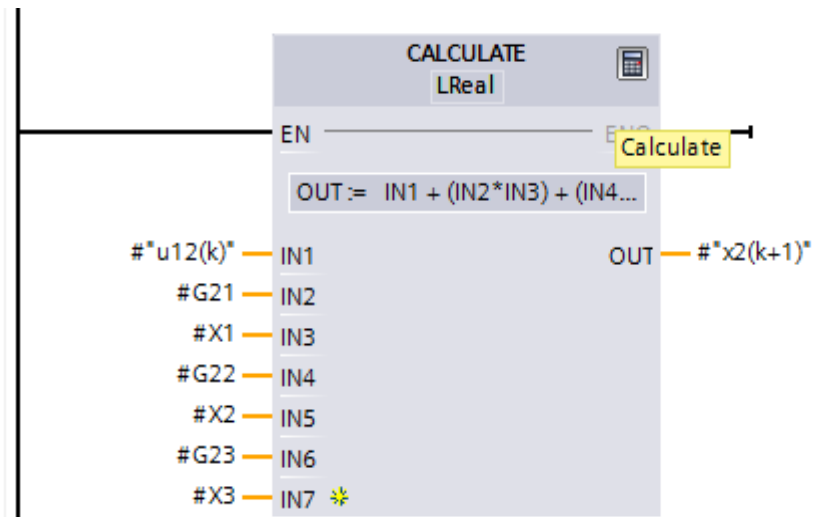 CALCULATE
LReal
EN
Calculate
OUT := IN1 + (IN2*IN3) + (IN4...
#"u12(k)" IN1 OUT #"x2(k+1)"
#G21 IN2
#X1 IN3
#G22 IN4
#X2 IN5
#G23 IN6
#X3 IN7